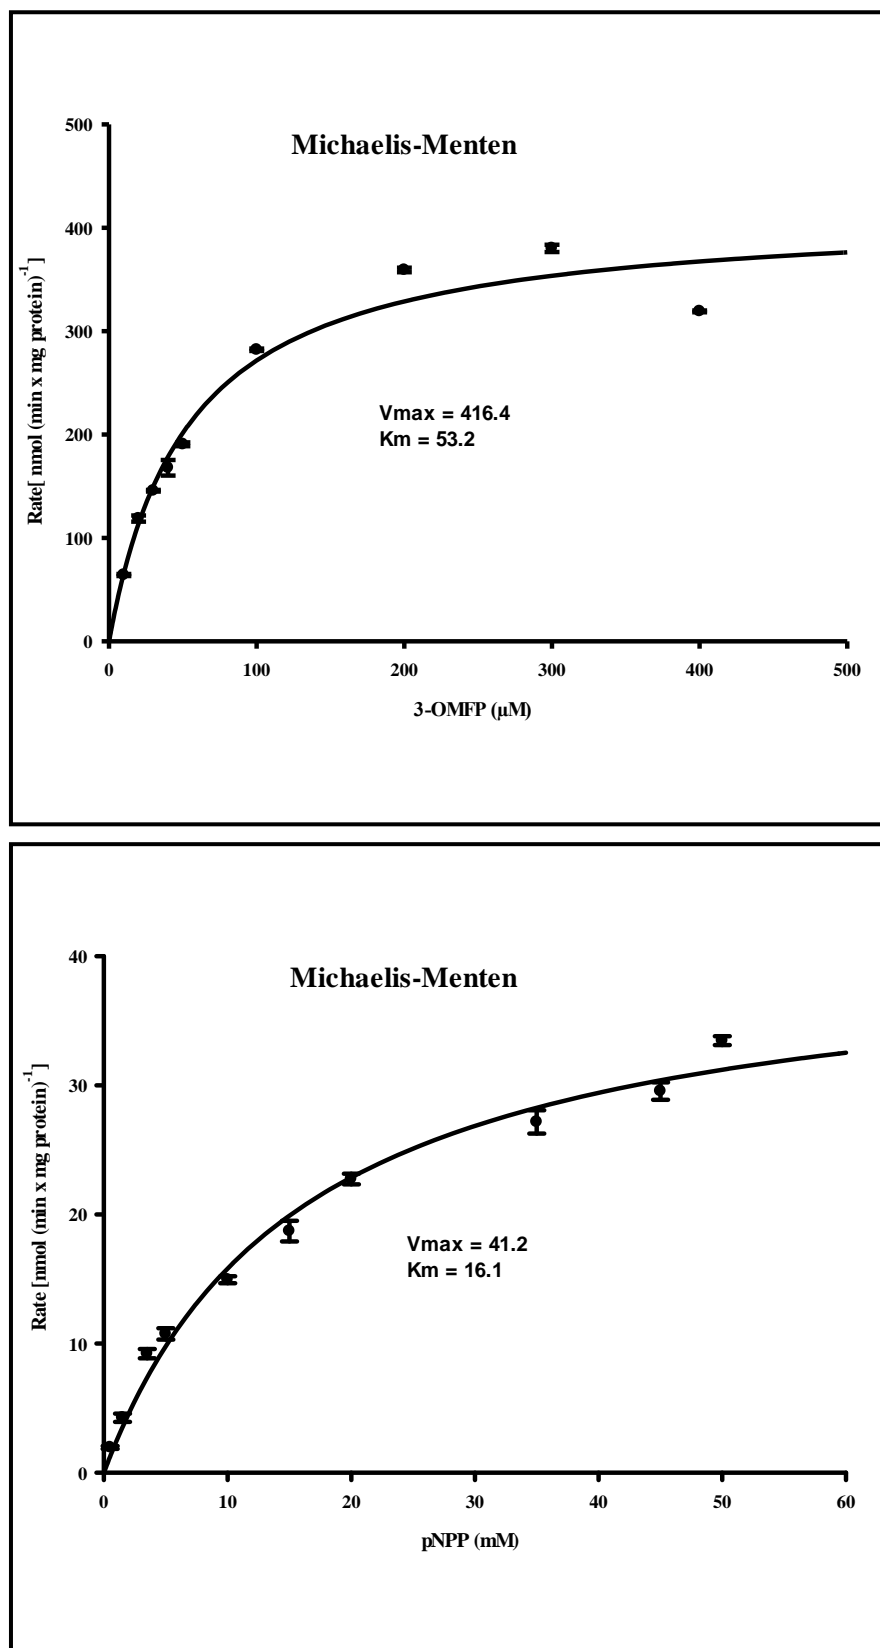 Michaelis-Menten
500
400
300
200
100
0
Rate[ nmol (min x mg protein)⁻¹]
Vmax = 416.4
Km = 53.2
0 100 200 300 400 500
3-OMFP (µM)
Michaelis-Menten
40
30
20
10
0
Rate [nmol (min x mg protein)⁻¹]
Vmax = 41.2
Km = 16.1
0 10 20 30 40 50 60
pNPP (mM)